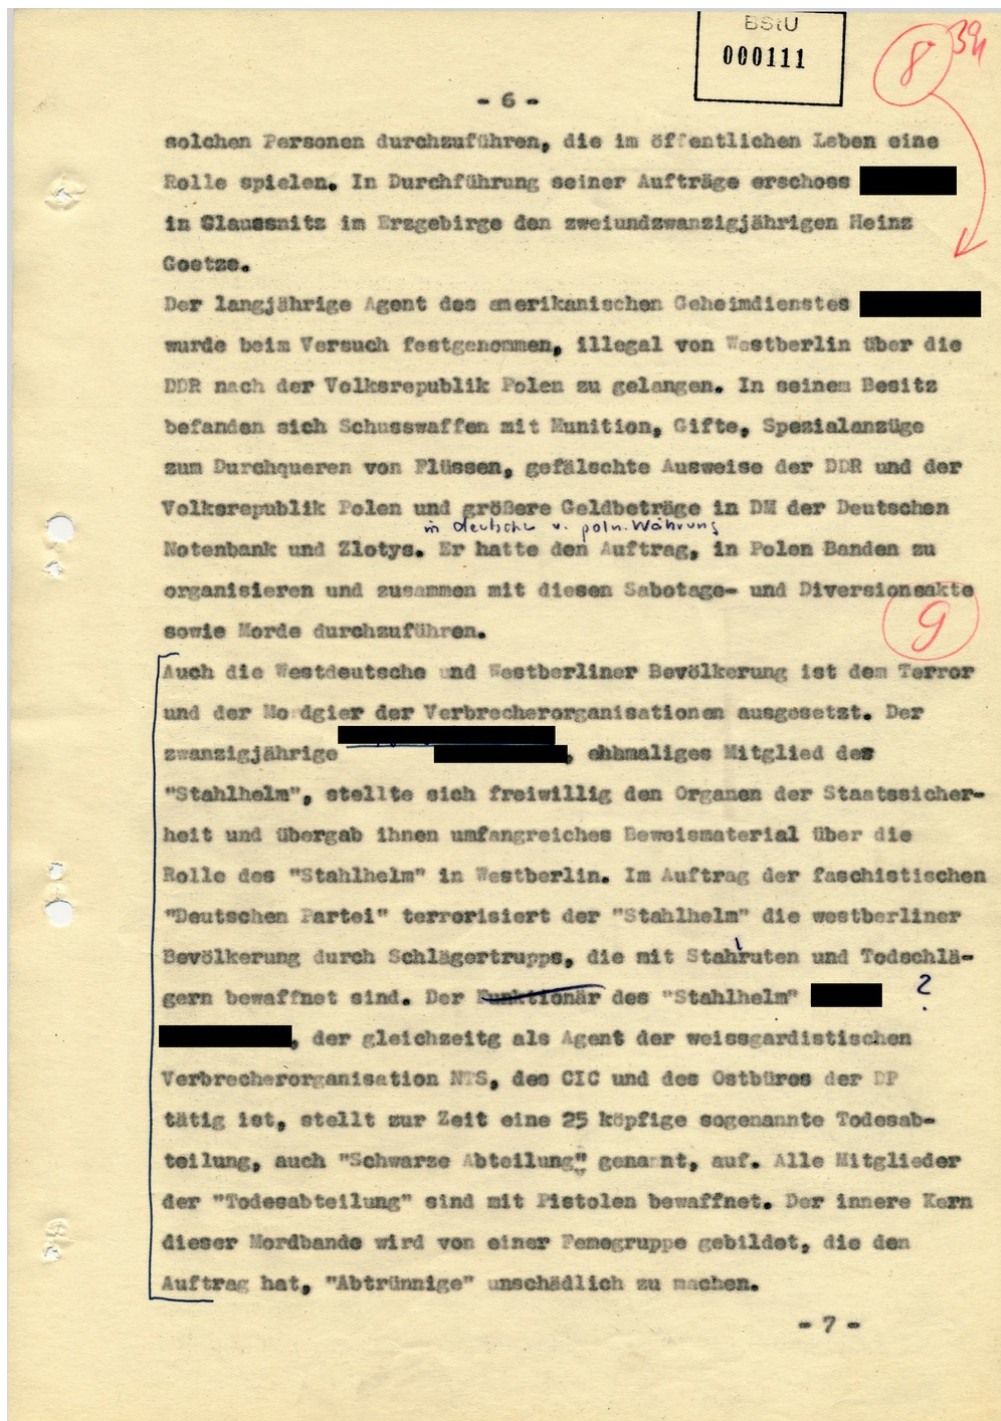 BStU
000111
8
- 6 -
solchen Personen durchzuführen, die im öffentlichen Leben eine
Rolle spielen. In Durchführung seiner Aufträge erschoss
in Claussnitz im Erzgebirge den zweiundzwanzigjährigen Heinz
Goetze.
Der langjährige Agent des amerikanischen Geheimdienstes
wurde beim Versuch festgenommen, illegal von Westberlin über die
DDR nach der Volksrepublik Polen zu gelangen. In seinem Besitz
befanden sich Schusswaffen mit Munition, Gifte, Spezialanzüge
zum Durchqueren von Flüssen, gefälschte Ausweise der DDR und der
Volksrepublik Polen und größere Geldbeträge in DM der Deutschen
in deutsche u. poln. Währung
Notenbank und Zlotys. Er hatte den Auftrag, in Polen Banden zu
organisieren und zusammen mit diesen Sabotage- und Diversionsakte
9
sowie Morde durchzuführen.
Auch die Westdeutsche und Westberliner Bevölkerung ist dem Terror
und der Mordgier der Verbrecherorganisationen ausgesetzt. Der
zwanzigjährige , ehhmaliges Mitglied des
"Stahlhelm", stellte sich freiwillig den Organen der Staatssicher-
heit und übergab ihnen umfangreiches Beweismaterial über die
Rolle des "Stahlhelm" in Westberlin. Im Auftrag der faschistischen
"Deutschen Partei" terrorisiert der "Stahlhelm" die westberliner
Bevölkerung durch Schlägertrupps, die mit Stahlruten und Todschlä-
gern bewaffnet sind. Der Funktionär des "Stahlhelm" ?
, der gleichzeitg als Agent der weissgardistischen
Verbrecherorganisation NTS, des CIC und des Ostbüros der DP
tätig ist, stellt zur Zeit eine 25 köpfige sogenannte Todesab-
teilung, auch "Schwarze Abteilung" genannt, auf. Alle Mitglieder
der "Todesabteilung" sind mit Pistolen bewaffnet. Der innere Kern
dieser Mordbande wird von einer Femegruppe gebildet, die den
Auftrag hat, "Abtrünnige" unschädlich zu machen.
- 7 -